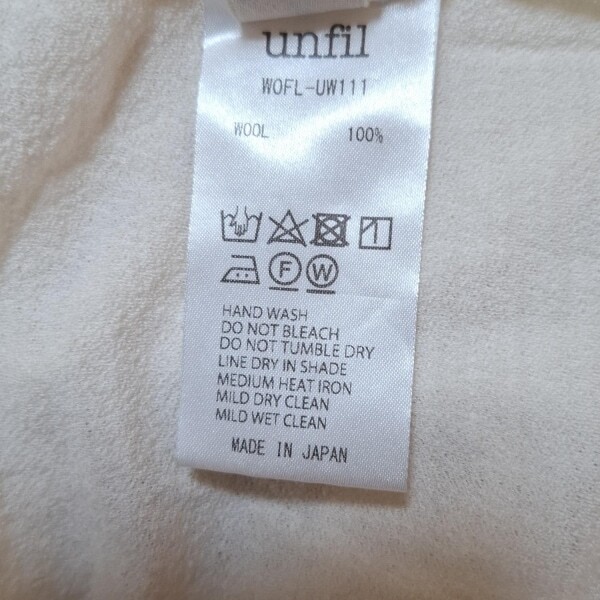 unfil
WOFL-UW111
WOOL 100%
F W
HAND WASH
DO NOT BLEACH
DO NOT TUMBLE DRY
LINE DRY IN SHADE
MEDIUM HEAT IRON
MILD DRY CLEAN
MILD WET CLEAN
MADE IN JAPAN